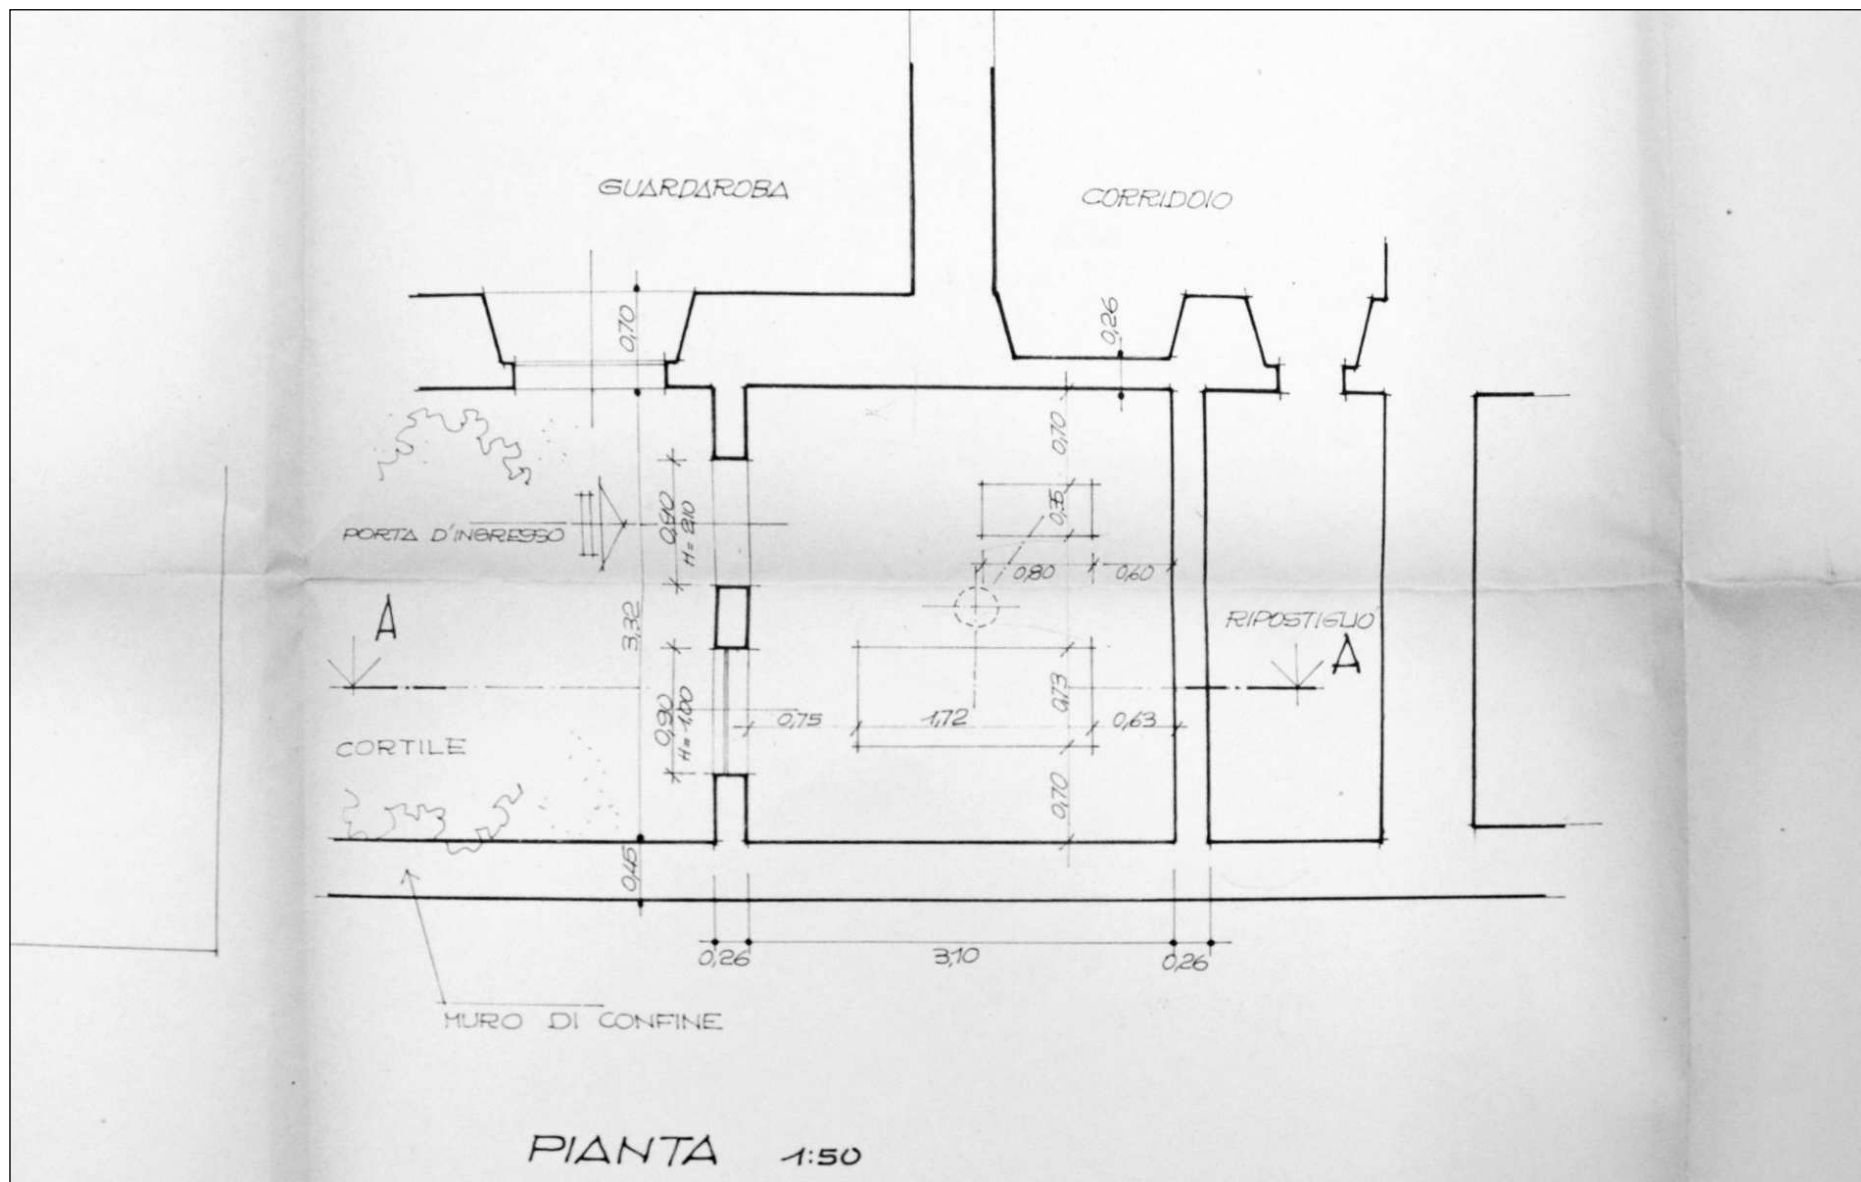 GUARDAROBA
CORRIDOIO
0,70
0,26
0,70
PORTA D'INGRESSO
0,90
H= 2,10
0,35
0,80
0,60
A
3,32
RIPOSTIGLIO
A
0,90
H= 1,00
0,75
1,72
0,73
0,63
CORTILE
0,70
0,45
0,26
3,10
0,26
MURO DI CONFINE
PIANTA 1:50